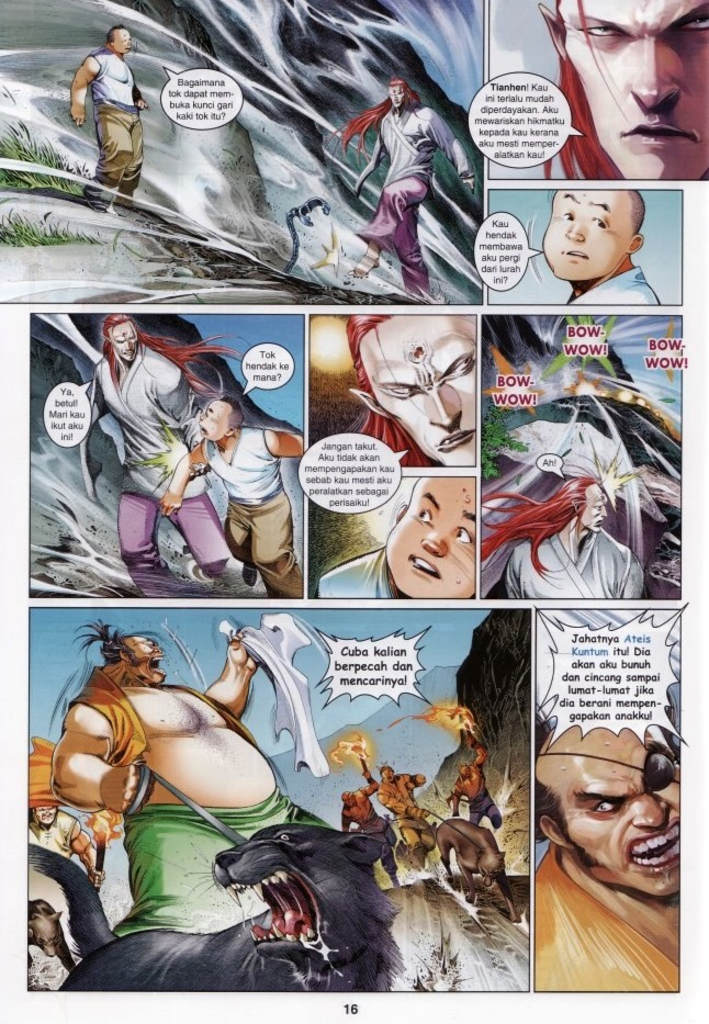 Bagaimana
tok dapat mem-
buka kunci gari
kaki tok itu?
Tianhen! Kau
ini terlalu mudah
diperdayakan. Aku
mewariskan hikmatku
kepada kau kerana
aku mesti memper-
alatkan kau!
Kau
hendak
membawa
aku pergi
dari lurah
ini?
Ya,
betul!
Mari kau
ikut aku
ini!
Tok
hendak ke
mana?
Jangan takut.
Aku tidak akan
mempengapakan kau
sebab kau mesti aku
peralatkan sebagai
perisaiku!
BOW-
WOW!
BOW-
WOW!
BOW-
WOW!
Ah!
Cuba kalian
berpecah dan
mencarinya!
Jahatnya Ateis
Kuntum itu! Dia
akan aku bunuh
dan cincang sampai
lumat-lumat jika
dia berani mempen-
gapakan anakku!
16